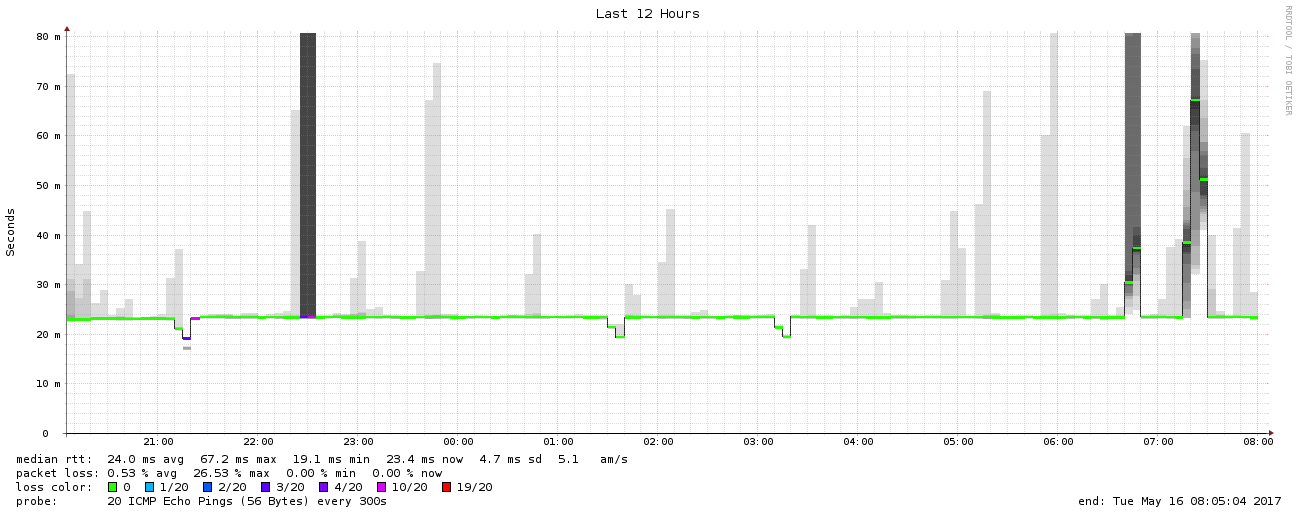 Last 12 Hours
RRDTOOL / TOBI OETIKER
Seconds
80 m
70 m
60 m
50 m
40 m
30 m
20 m
10 m
0
21:00 22:00 23:00 00:00 01:00 02:00 03:00 04:00 05:00 06:00 07:00 08:00
median rtt: 24.0 ms avg 67.2 ms max 19.1 ms min 23.4 ms now 4.7 ms sd 5.1 am/s
packet loss: 0.53 % avg 26.53 % max 0.00 % min 0.00 % now
loss color: 0 1/20 2/20 3/20 4/20 10/20 19/20
probe: 20 ICMP Echo Pings (56 Bytes) every 300s end: Tue May 16 08:05:04 2017